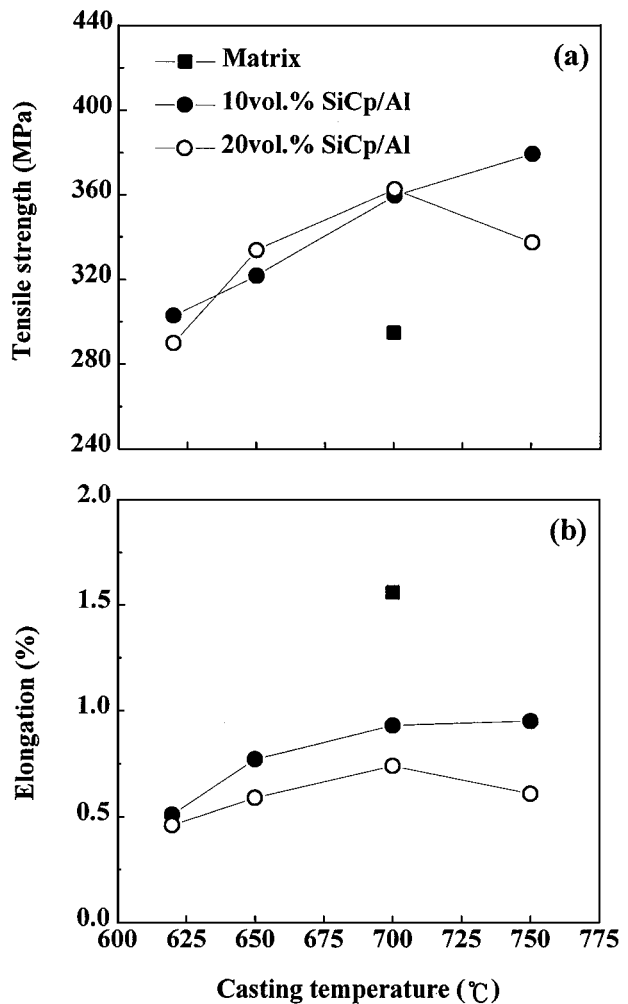 440
400
360
320
280
240
Tensile strength (MPa)
(a)
Matrix
10vol.% SiCp/Al
20vol.% SiCp/Al
2.0
1.5
1.0
0.5
0.0
Elongation (%)
(b)
600 625 650 675 700 725 750 775
Casting temperature (℃)